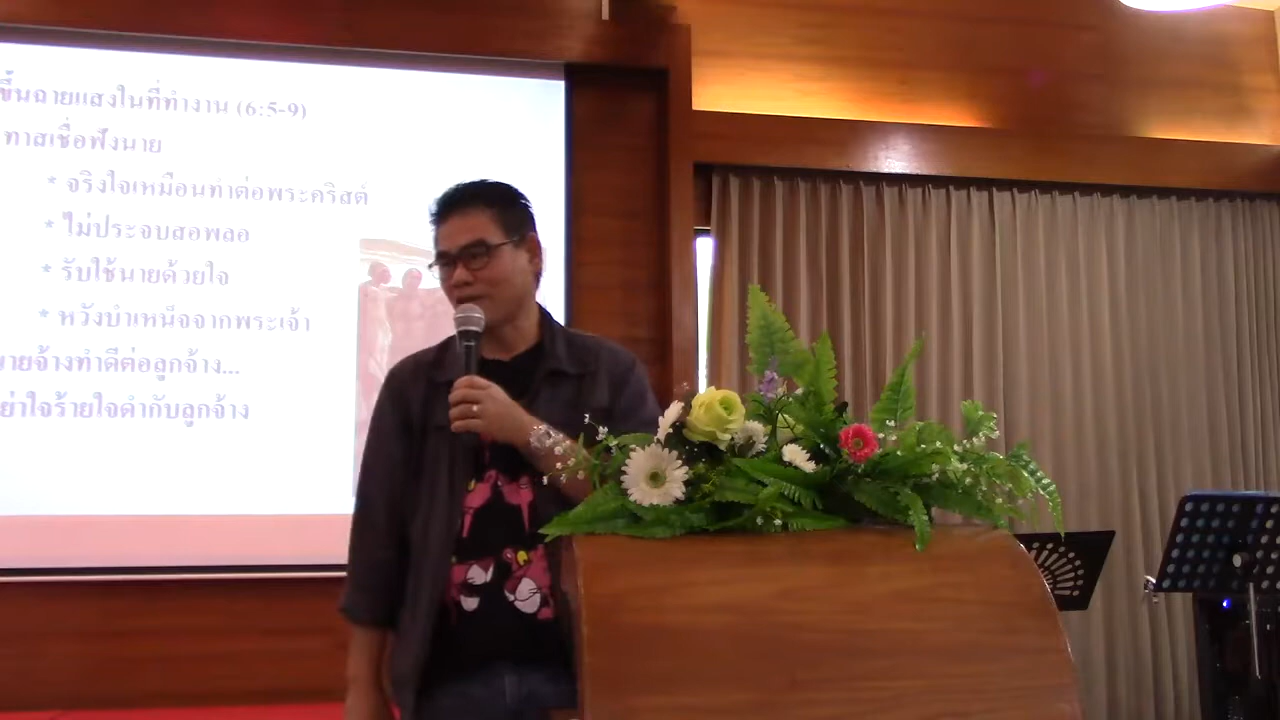 ขึ้นฉายแสงในที่ทำงาน (6:5-9)
ทาสเชื่อฟังนาย
* จริงใจเหมือนทำต่อพระคริสต์
* ไม่ประจบสอพลอ
* รับใช้นายด้วยใจ
* หวังบำเหน็จจากพระเจ้า
นายจ้างทำดีต่อลูกจ้าง...
ย่าใจร้ายใจดำกับลูกจ้าง